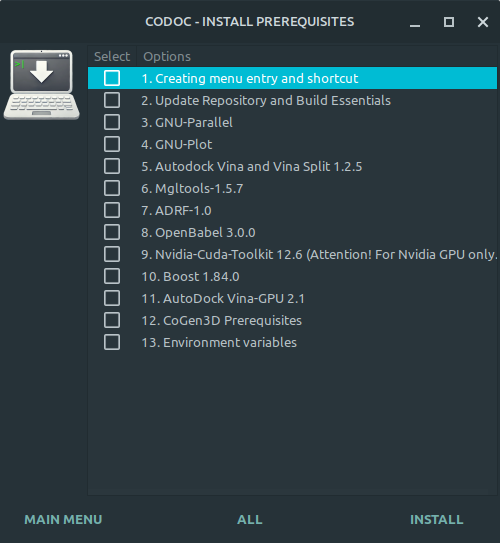 CODOC - INSTALL PREREQUISITES
>|
Select Options
1. Creating menu entry and shortcut
2. Update Repository and Build Essentials
3. GNU-Parallel
4. GNU-Plot
5. Autodock Vina and Vina Split 1.2.5
6. Mgltools-1.5.7
7. ADRF-1.0
8. OpenBabel 3.0.0
9. Nvidia-Cuda-Toolkit 12.6 (Attention! For Nvidia GPU only.
10. Boost 1.84.0
11. AutoDock Vina-GPU 2.1
12. CoGen3D Prerequisites
13. Environment variables
MAIN MENU ALL INSTALL